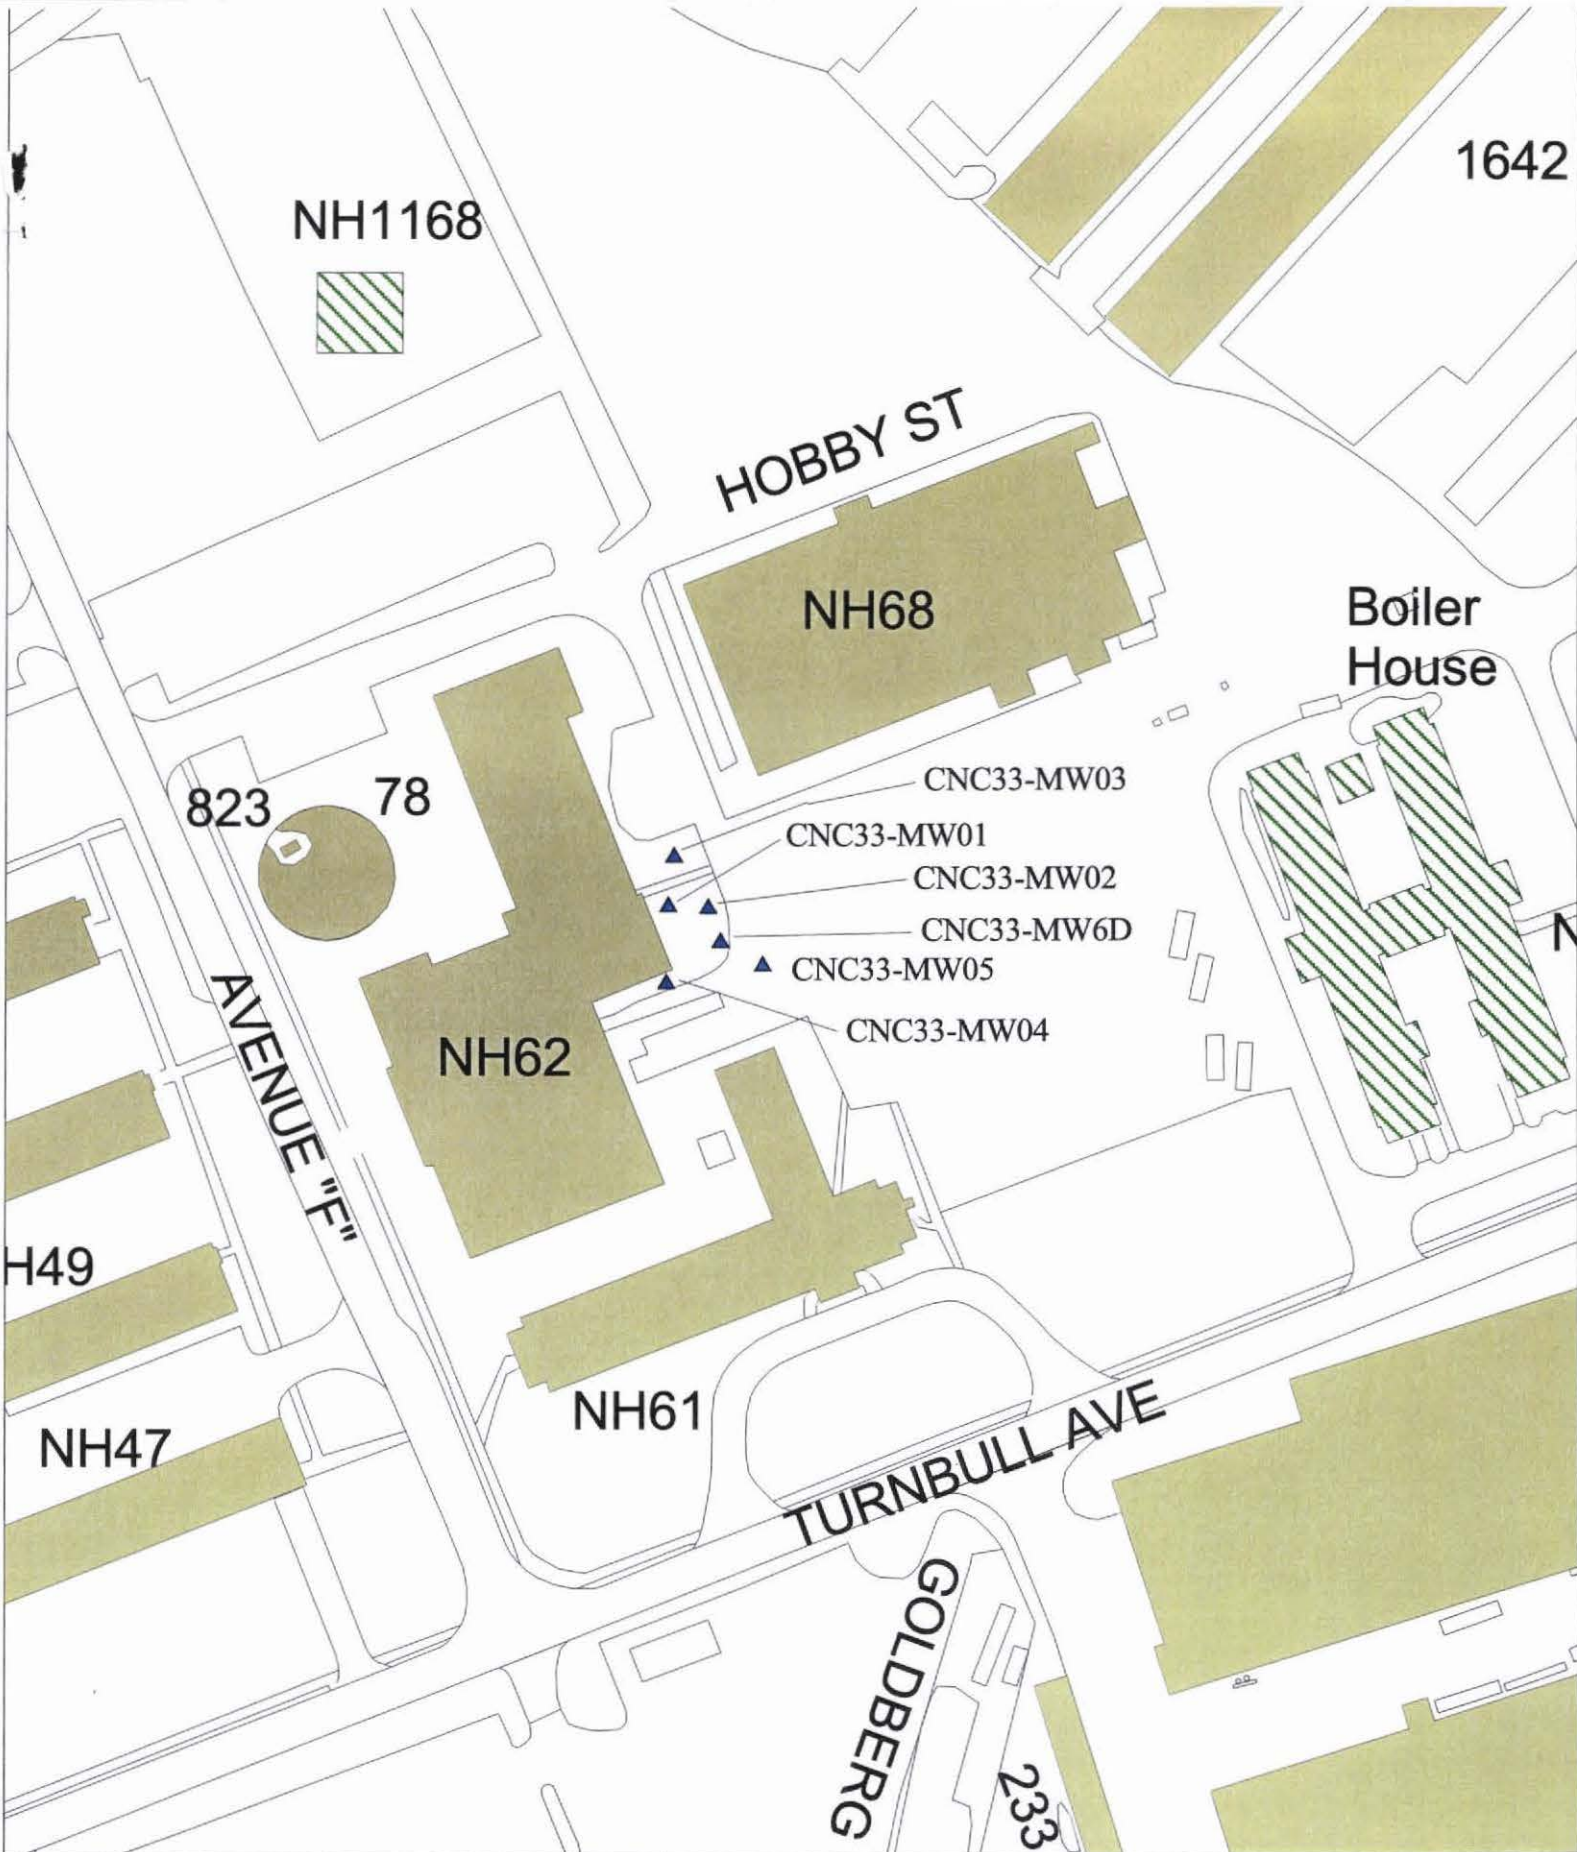 1642
NH1168
HOBBY ST
NH68
Boiler
House
823
78
CNC33-MW03
CNC33-MW01
CNC33-MW02
CNC33-MW6D
N
CNC33-MW05
CNC33-MW04
AVENUE "F"
NH62
H49
NH61
NH47
TURNBULL AVE
GOLDBERG
233